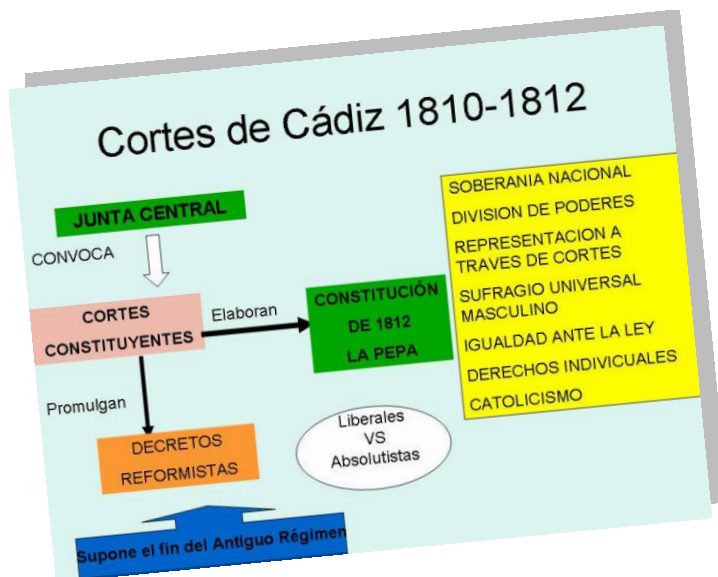 Cortes de Cádiz 1810-1812
JUNTA CENTRAL
CONVOCA
CORTES
CONSTITUYENTES
Elaboran
CONSTITUCIÓN
DE 1812
LA PEPA
SOBERANIA NACIONAL
DIVISION DE PODERES
REPRESENTACION A
TRAVES DE CORTES
SUFRAGIO UNIVERSAL
MASCULINO
IGUALDAD ANTE LA LEY
DERECHOS INDIVICUALES
CATOLICISMO
Promulgan
DECRETOS
REFORMISTAS
Liberales
VS
Absolutistas
Supone el fin del Antiguo Régimen